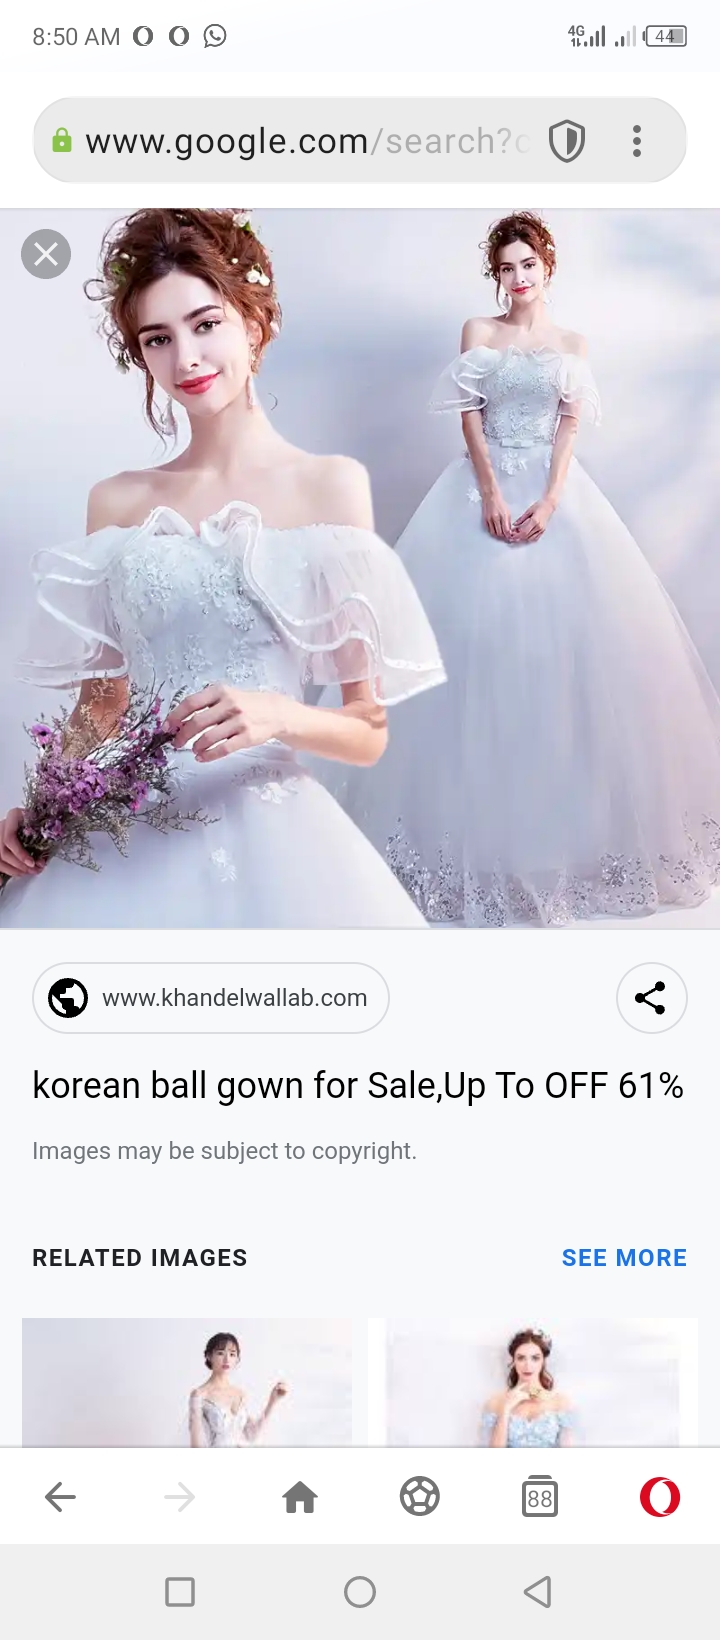 8:50 AM
4G
44
www.google.com/search?c
www.khandelwallab.com
korean ball gown for Sale,Up To OFF 61%
Images may be subject to copyright.
RELATED IMAGES
SEE MORE
88